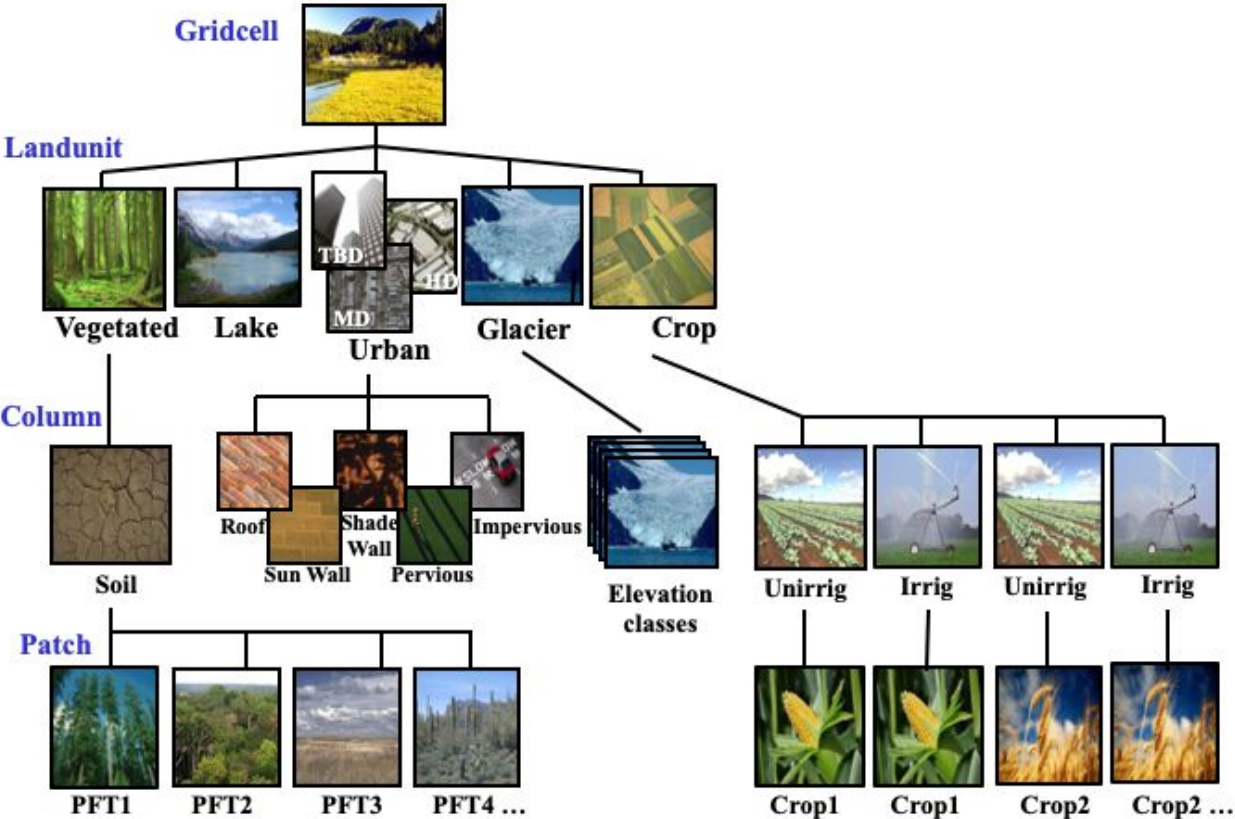 Gridcell
Landunit
TBD
HD
MD
Vegetated
Lake
Urban
Glacier
Crop
Column
Roof
Sun Wall
Shade
Wall
Pervious
Impervious
Soil
Elevation
classes
Unirrig
Irrig
Unirrig
Irrig
Patch
PFT1
PFT2
PFT3
PFT4 ...
Crop1
Crop1
Crop2
Crop2 ...